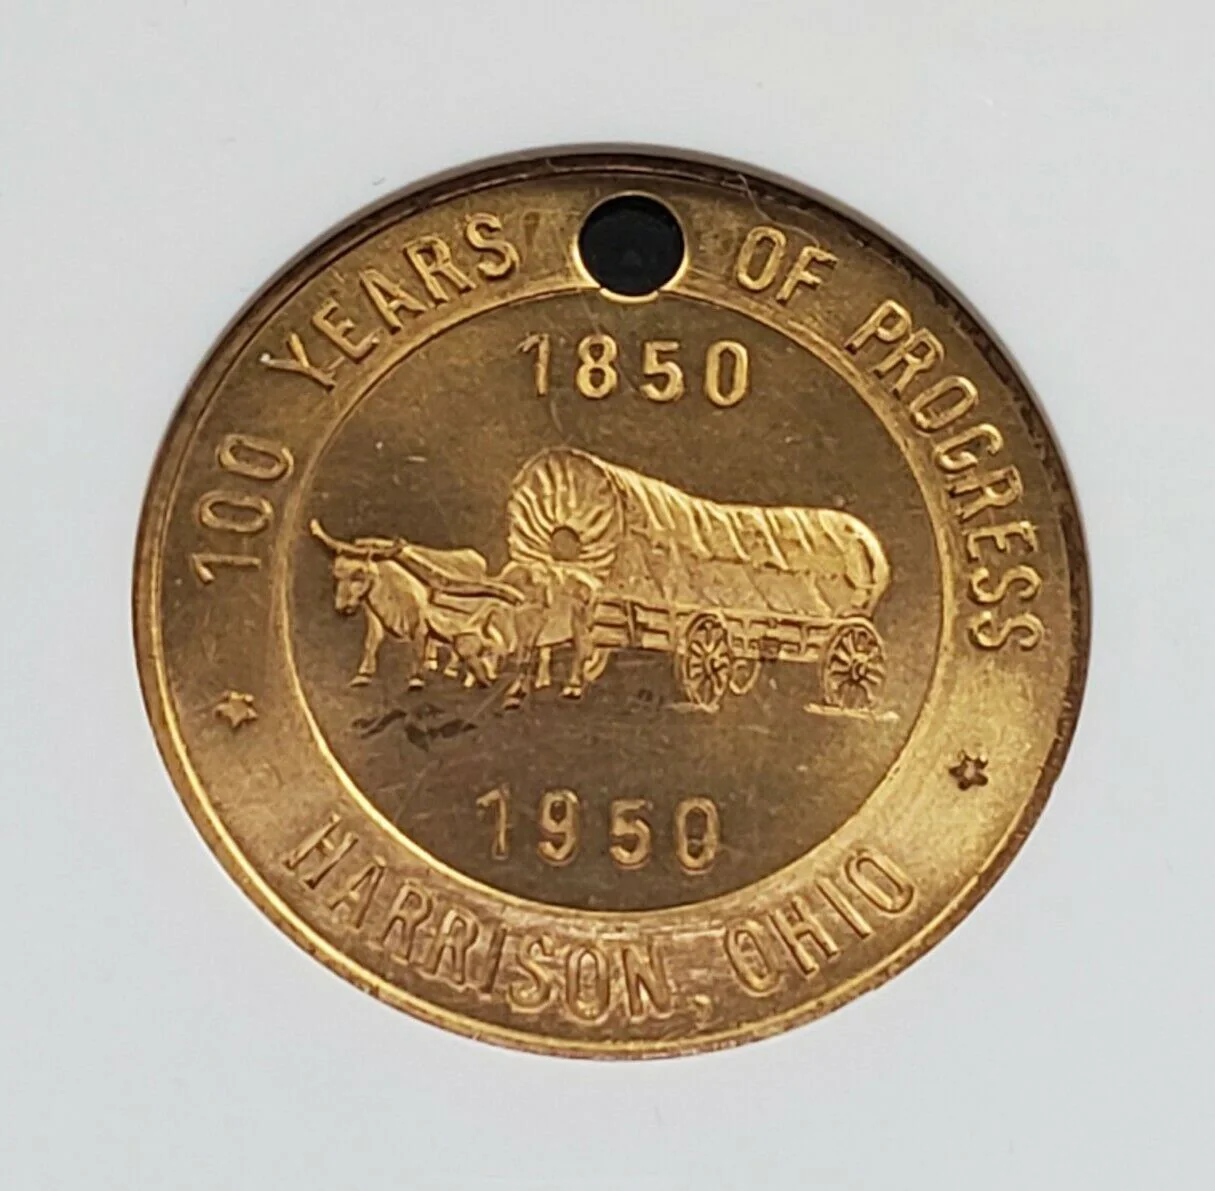 100 YEARS OF PROGRESS
1850
1950
HARRISON, OHIO